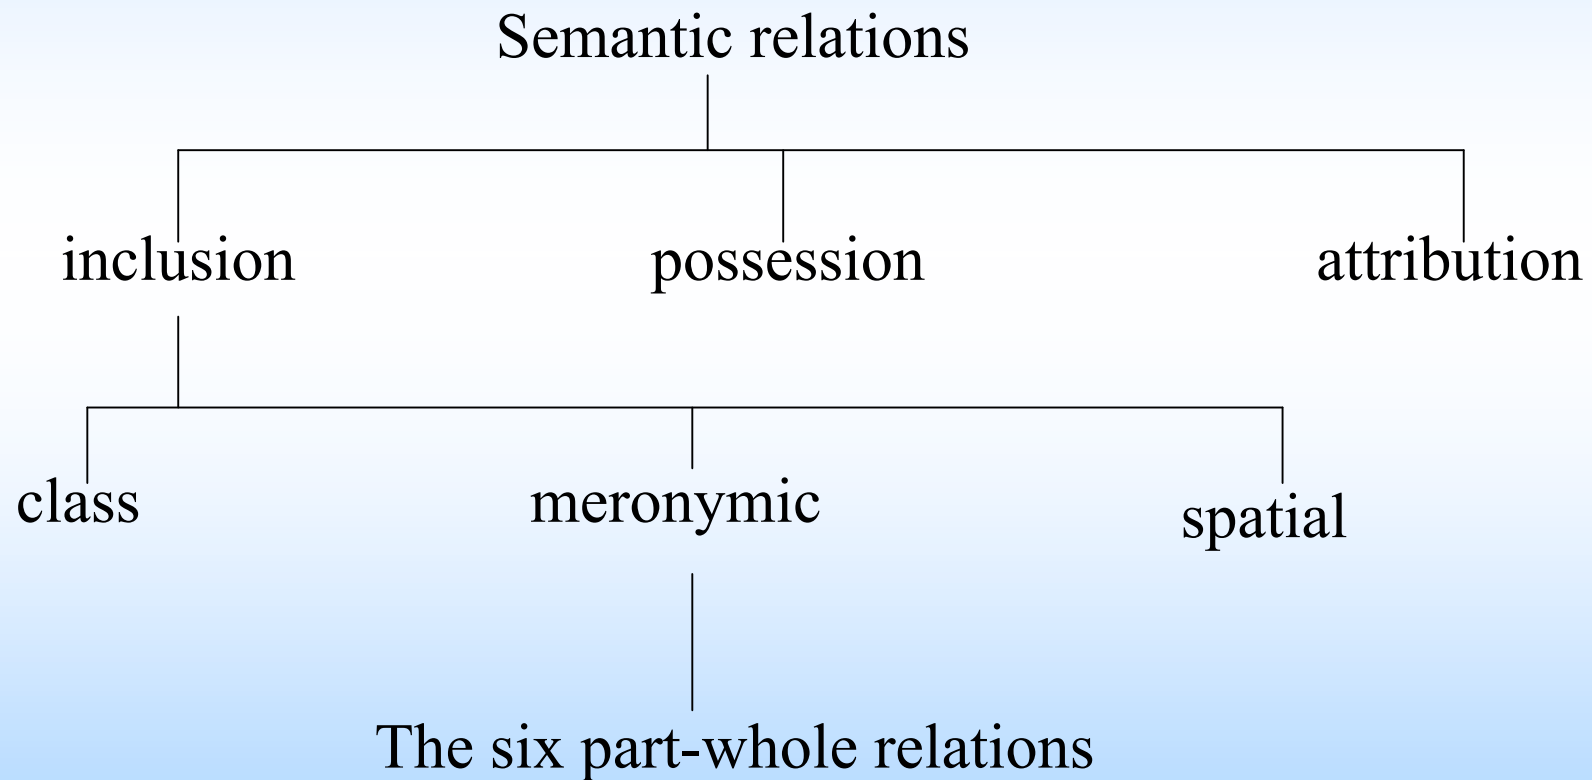 Semantic relations
inclusion
possession
attribution
class
meronymic
spatial
The six part-whole relations